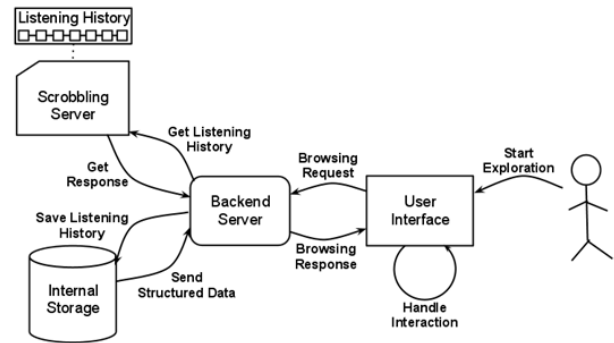 Listening History
Scrobbling
Server
Get Listening
History
Get
Response
Browsing
Request
Start
Exploration
Backend
Server
User
Interface
Save Listening
History
Browsing
Response
Internal
Storage
Send
Structured Data
Handle
Interaction